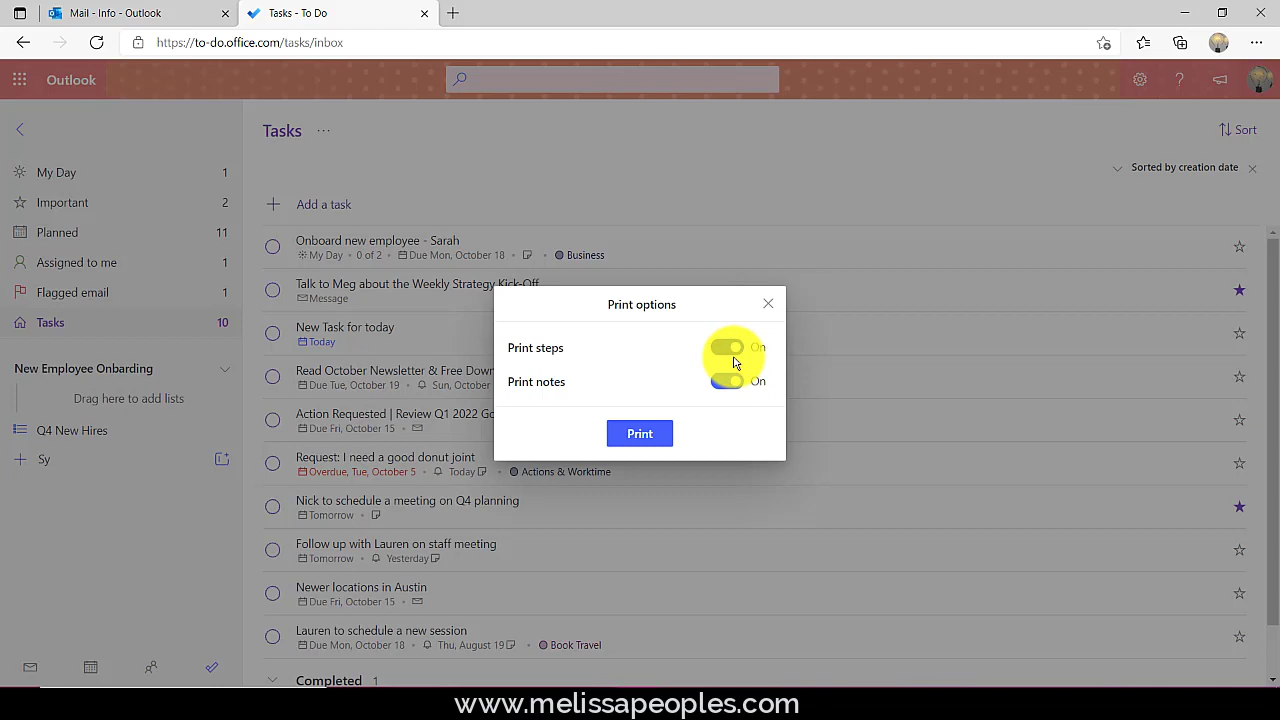 Mail - Info - Outlook
Tasks - To Do
https://to-do.office.com/tasks/inbox
Outlook
Tasks ...
Sort
My Day 1
Sorted by creation date
Important 2
Add a task
Planned 11
Onboard new employee - Sarah
My Day • 0 of 2 • Due Mon, October 18 • Business
Assigned to me 1
Talk to Meg about the Weekly Strategy Kick-Off
Message
Flagged email 1
Print options
Tasks 10
New Task for today
Today
Print steps On
Read October Newsletter & Free Down
Due Tue, October 19 • Sun, October
New Employee Onbarding
Print notes On
Drag here to add lists
Action Requested | Review Q1 2022 Go
Due Fri, October 15 •
Q4 New Hires
Print
Sy
Request: I need a good donut joint
Overdue, Tue, October 5 • Today • Actions & Worktime
Nick to schedule a meeting on Q4 planning
Tomorrow •
Follow up with Lauren on staff meeting
Tomorrow • Yesterday
Newer locations in Austin
Due Fri, October 15 •
Lauren to schedule a new session
Due Mon, October 18 • Thu, August 19 • Book Travel
Completed 1
www.melissapeoples.com